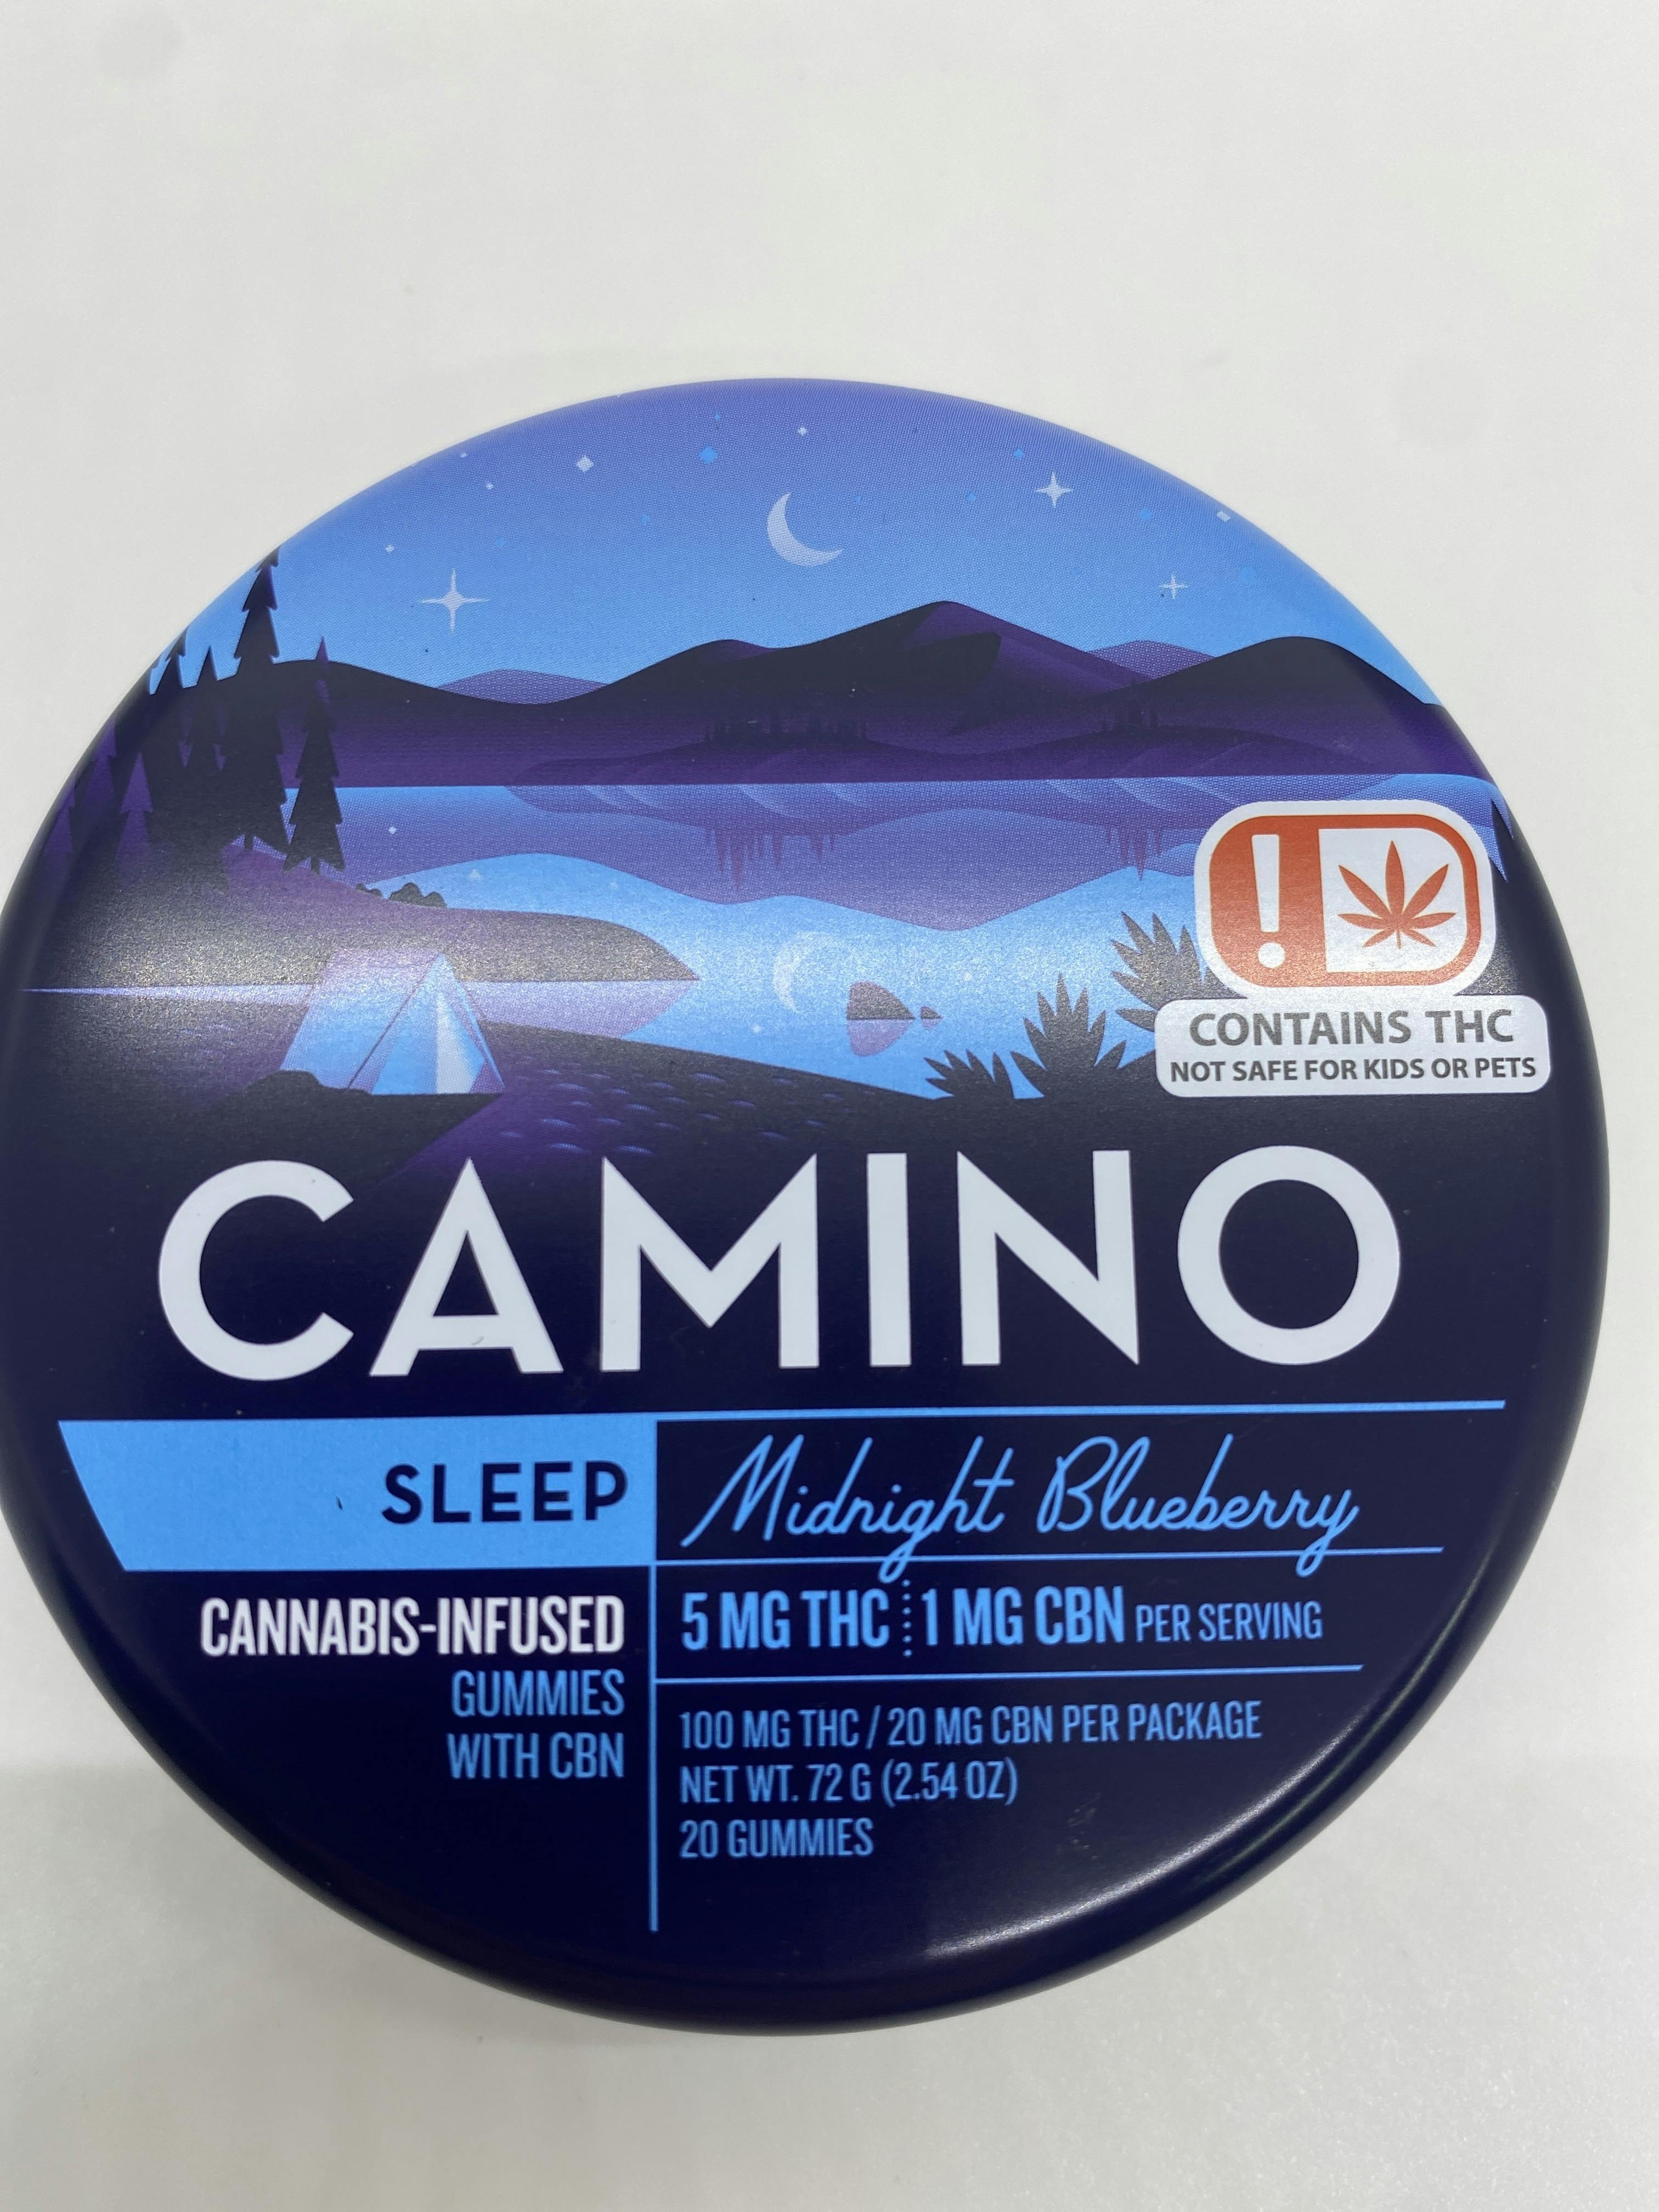 !
CONTAINS THC
NOT SAFE FOR KIDS OR PETS
CAMINO
SLEEP
Midnight Blueberry
CANNABIS-INFUSED
GUMMIES
WITH CBN
5 MG THC 1 MG CBN PER SERVING
100 MG THC / 20 MG CBN PER PACKAGE
NET WT. 72 G (2.54 OZ)
20 GUMMIES